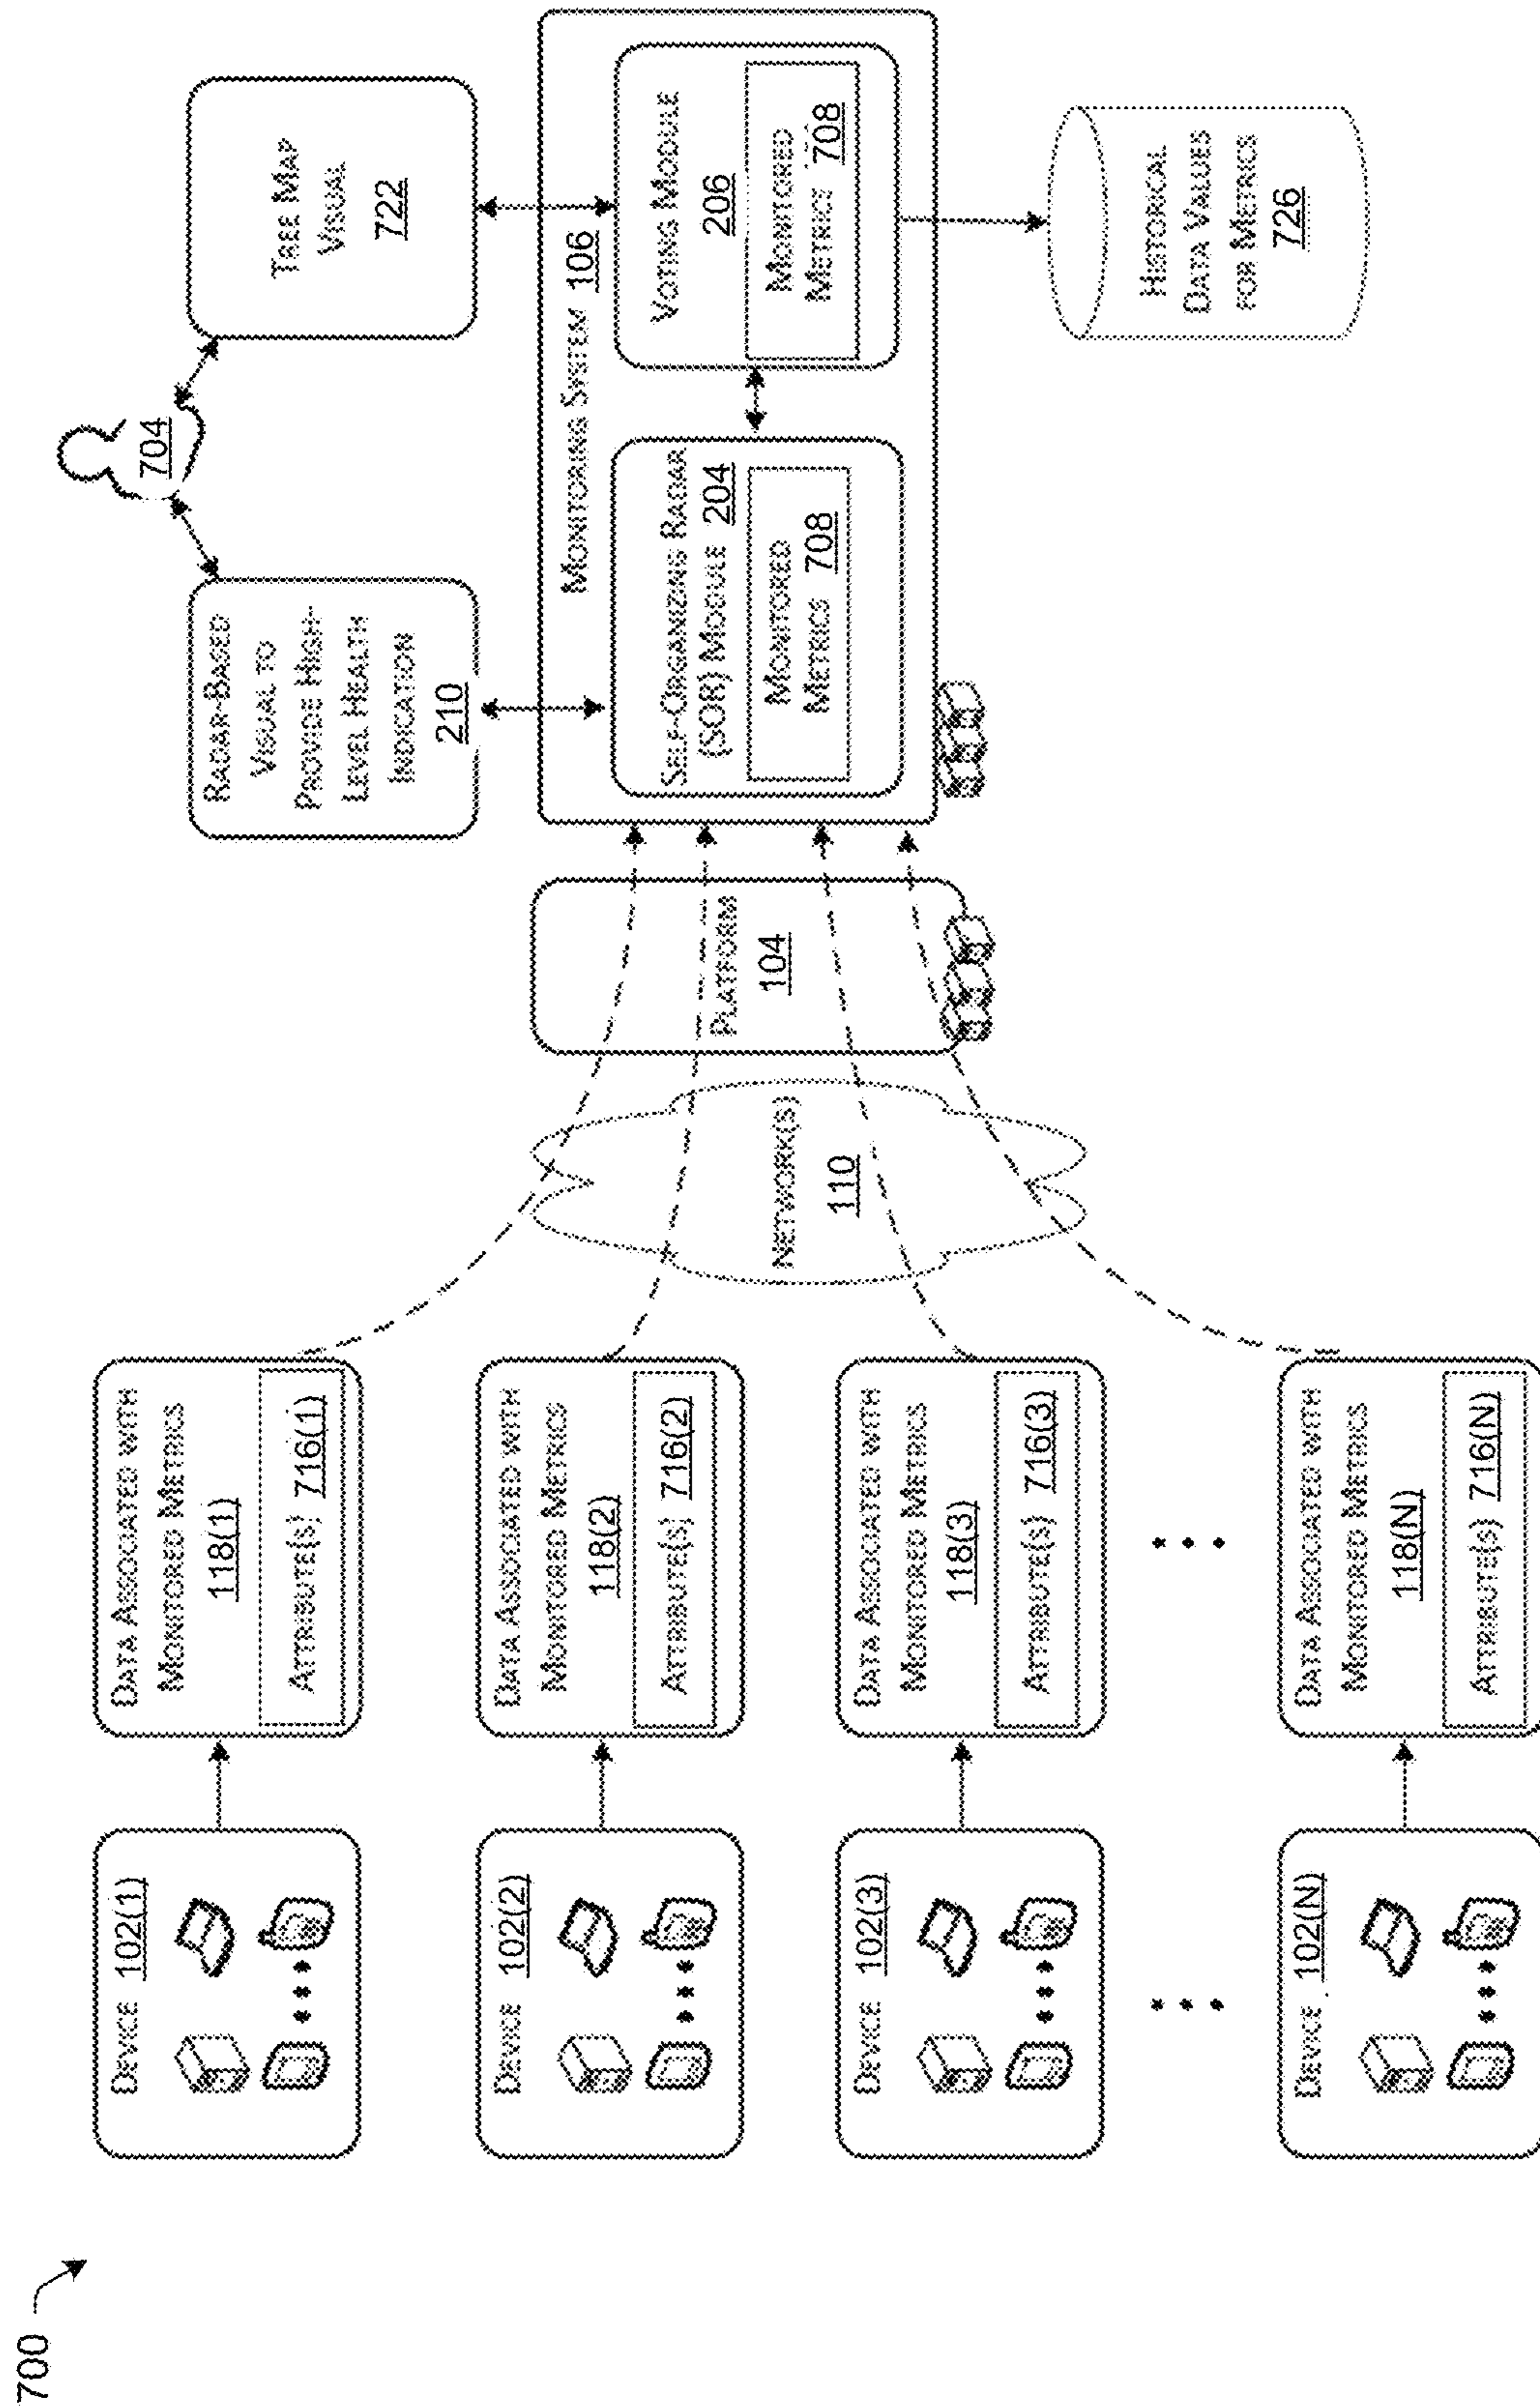 700
DEVICE 102(1)
DATA ASSOCIATED WITH
MONITORED METRICS
118(1)
ATTRIBUTE(S) 716(1)
DEVICE 102(2)
DATA ASSOCIATED WITH
MONITORED METRICS
118(2)
ATTRIBUTE(S) 716(2)
DEVICE 102(3)
DATA ASSOCIATED WITH
MONITORED METRICS
118(3)
ATTRIBUTE(S) 716(3)
DEVICE 102(N)
DATA ASSOCIATED WITH
MONITORED METRICS
118(N)
ATTRIBUTE(S) 716(N)
NETWORK(S)
110
PLATFORM
104
704
RADAR-BASED
VISUAL TO
PROVIDE HIGH-
LEVEL HEALTH
INDICATION
210
TREE MAP
VISUAL
722
MONITORING SYSTEM 106
SELF-ORGANIZING RADAR
(SOR) MODULE 204
MONITORED
METRICS 708
VOTING MODULE
206
MONITORED
METRICS 708
HISTORICAL
DATA VALUES
FOR METRICS
726